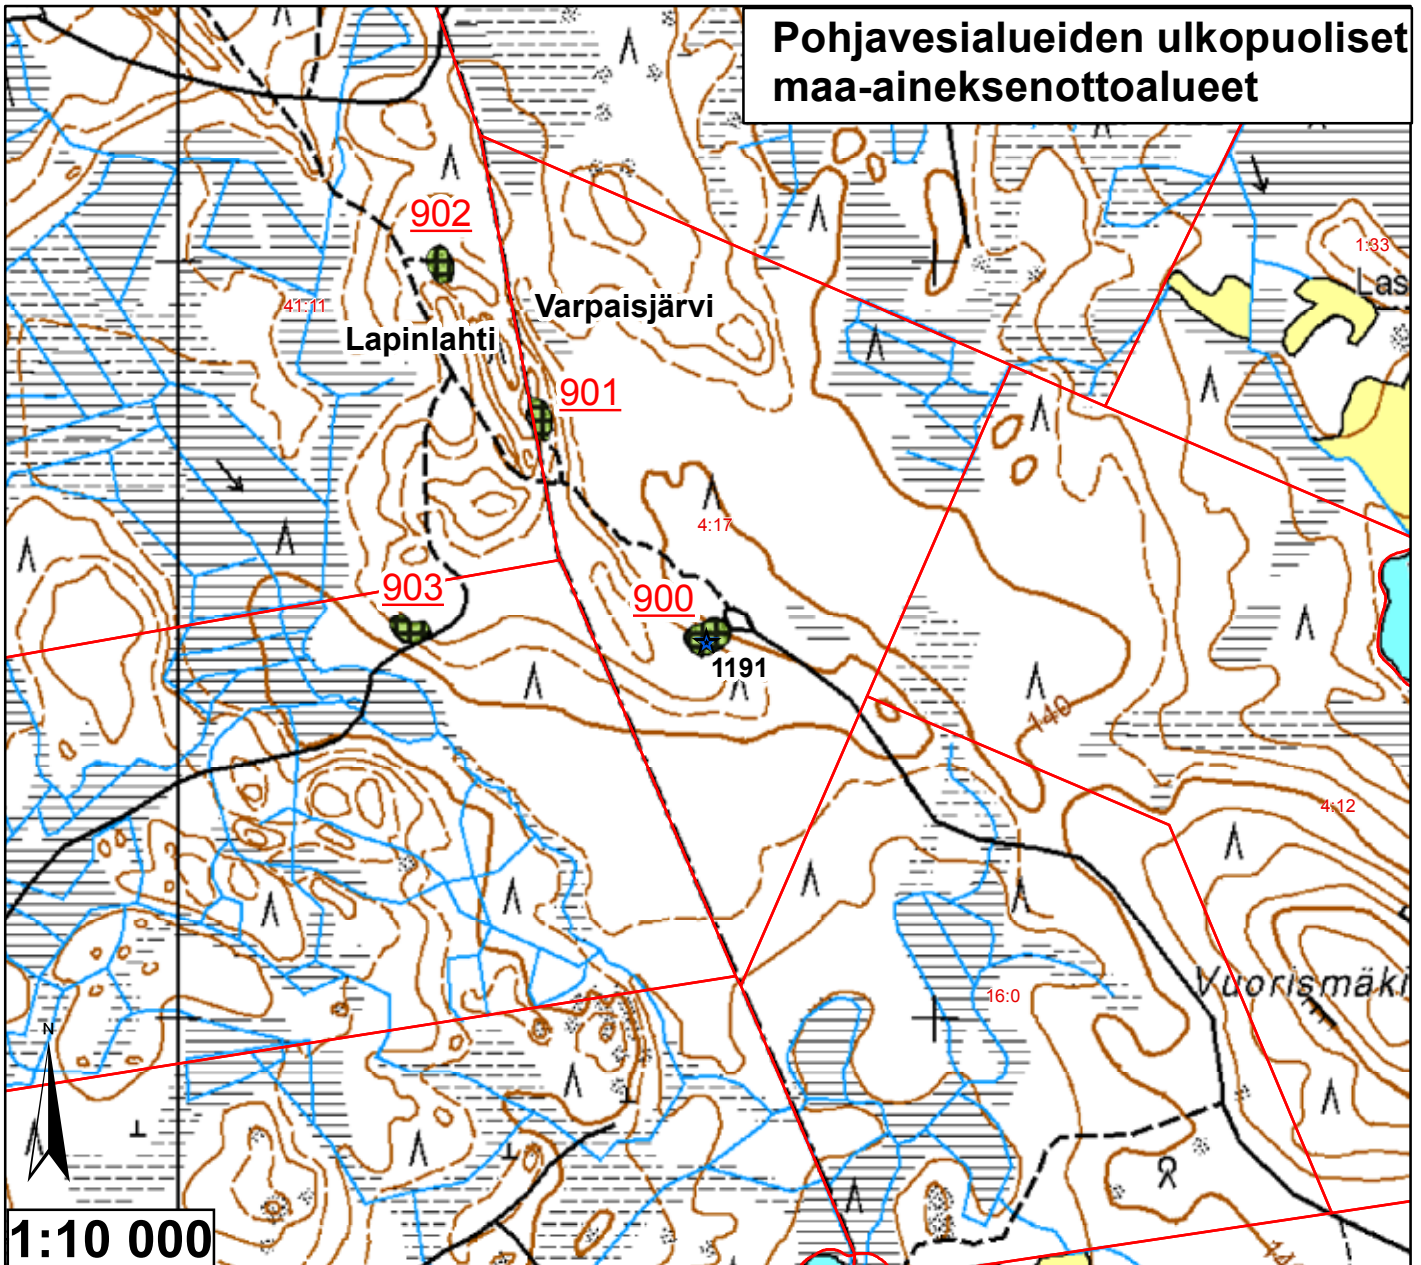 Pohjavesialueiden ulkopuoliset
maa-aineksenottoalueet
902
1:33
Las
41:11
Varpaisjärvi
Lapinlahti
901
4:17
903
900
1191
140
4:12
Vuorismäki
16:0
N
1:10 000